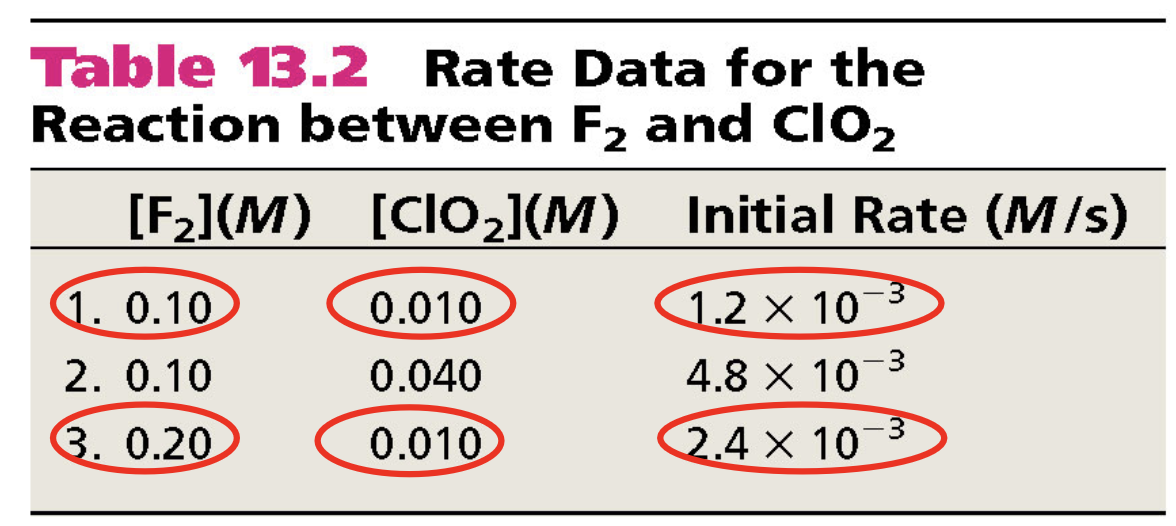 Table 13.2 Rate Data for the
Reaction between F₂ and ClO₂
[F₂](M) [ClO₂](M) Initial Rate (M/s)
1. 0.10 0.010 1.2 × 10⁻³
2. 0.10 0.040 4.8 × 10⁻³
3. 0.20 0.010 2.4 × 10⁻³